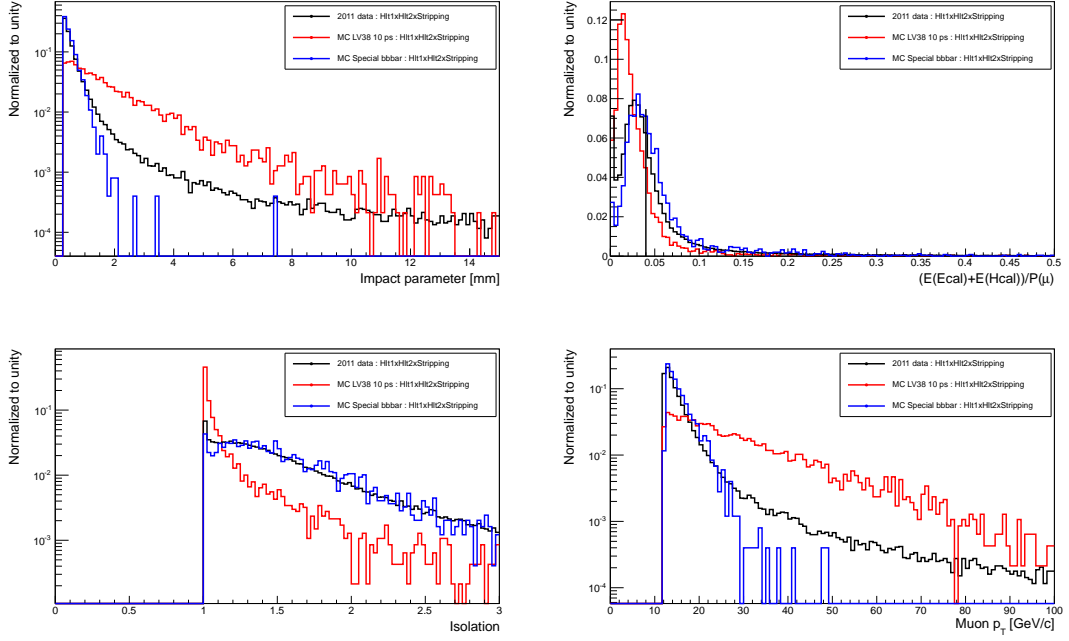 Normalized to unity
10⁻¹
10⁻²
10⁻³
10⁻⁴
2011 data : Hlt1xHlt2xStripping
MC LV38 10 ps : Hlt1xHlt2xStripping
MC Special bbbar : Hlt1xHlt2xStripping
0 2 4 6 8 10 12 14
Impact parameter [mm]
Normalized to unity
0.12
0.1
0.08
0.06
0.04
0.02
0
2011 data : Hlt1xHlt2xStripping
MC LV38 10 ps : Hlt1xHlt2xStripping
MC Special bbbar : Hlt1xHlt2xStripping
0 0.05 0.1 0.15 0.2 0.25 0.3 0.35 0.4 0.45 0.5
(E(Ecal)+E(Hcal))/P(μ)
Normalized to unity
10⁻¹
10⁻²
10⁻³
2011 data : Hlt1xHlt2xStripping
MC LV38 10 ps : Hlt1xHlt2xStripping
MC Special bbbar : Hlt1xHlt2xStripping
0 0.5 1 1.5 2 2.5 3
Isolation
Normalized to unity
10⁻¹
10⁻²
10⁻³
10⁻⁴
2011 data : Hlt1xHlt2xStripping
MC LV38 10 ps : Hlt1xHlt2xStripping
MC Special bbbar : Hlt1xHlt2xStripping
0 10 20 30 40 50 60 70 80 90 100
Muon p_T [GeV/c]